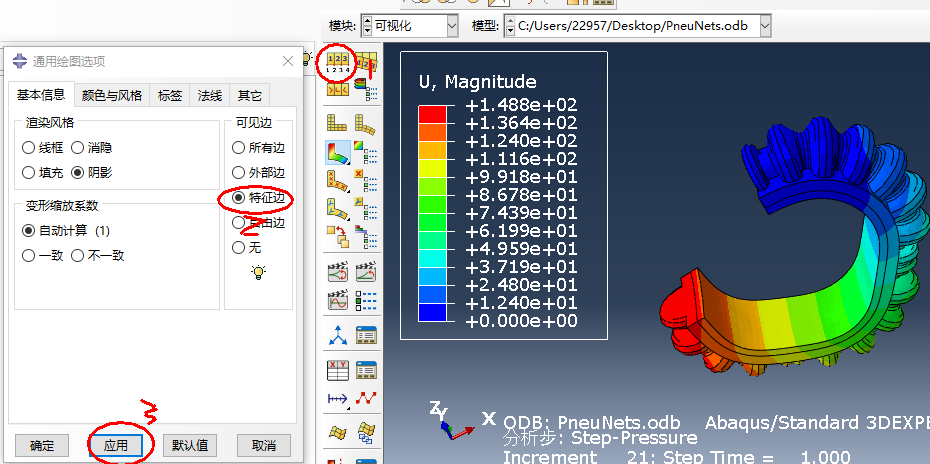 模块: 可视化 模型: C:/Users/22957/Desktop/PneuNets.odb
通用绘图选项
基本信息 颜色与风格 标签 法线 其它
渲染风格
线框 消隐
填充 阴影
变形缩放系数
自动计算 (1)
一致 不一致
可见边
所有边
外部边
特征边
自由边
无
确定 应用 默认值 取消
1
2
3
U, Magnitude
+1.488e+02
+1.364e+02
+1.240e+02
+1.116e+02
+9.918e+01
+8.678e+01
+7.439e+01
+6.199e+01
+4.959e+01
+3.719e+01
+2.480e+01
+1.240e+01
+0.000e+00
Z Y X
ODB: PneuNets.odb Abaqus/Standard 3DEXPE
分析步: Step-Pressure
Increment 21: Step Time = 1.000